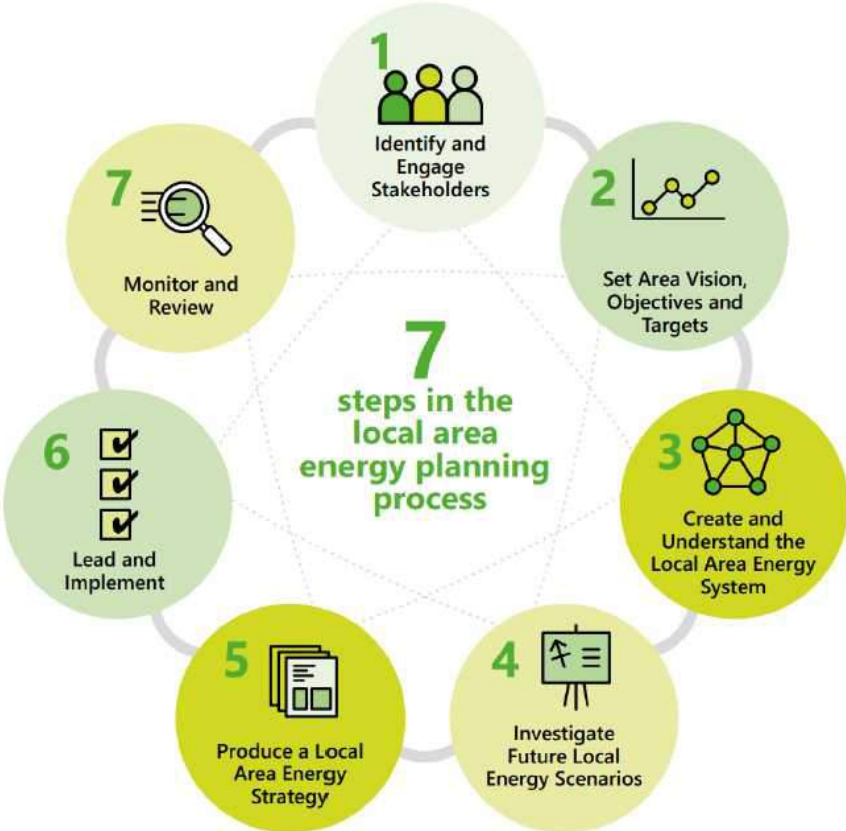 1
Identify and
Engage
Stakeholders
2
Set Area Vision,
Objectives and
Targets
3
Create and
Understand the
Local Area Energy
System
4
Investigate
Future Local
Energy Scenarios
5
Produce a Local
Area Energy
Strategy
6
Lead and
Implement
7
Monitor and
Review
7
steps in the
local area
energy planning
process